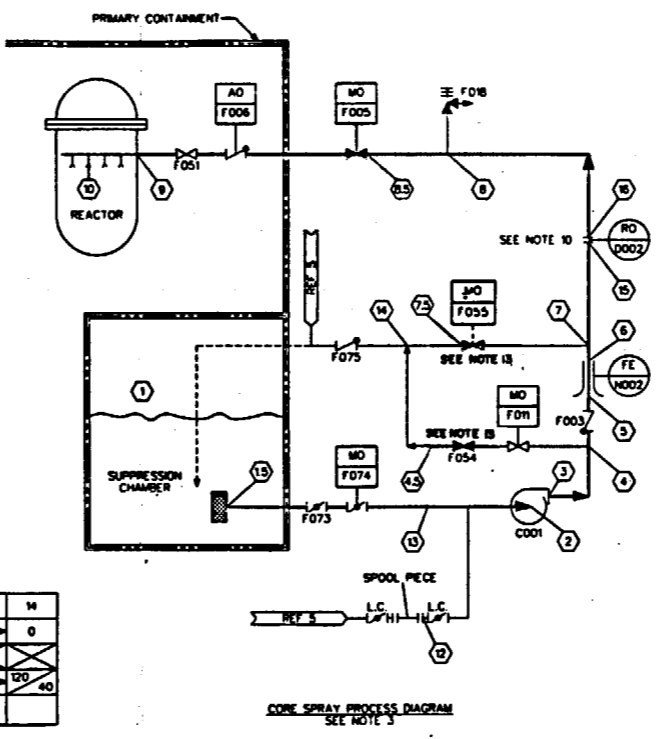 PRIMARY CONTAINMENT
AO
F006
MO
F005
F018
F051
10
9
8.5
8
REACTOR
16
SEE NOTE 10
RO
D002
15
REF 5
14
7.5
MO
F055
7
6
F075
SEE NOTE 13
FE
N002
1
MO
F011
F003
5
SEE NOTE 13
SUPPRESSION
CHAMBER
1.5
MO
F074
4.5
F054
3
4
F073
13
C001
2
SPOOL PIECE
REF 5
L.C.
L.C.
12
14
0
120
40
CORE SPRAY PROCESS DIAGRAM
SEE NOTE 3